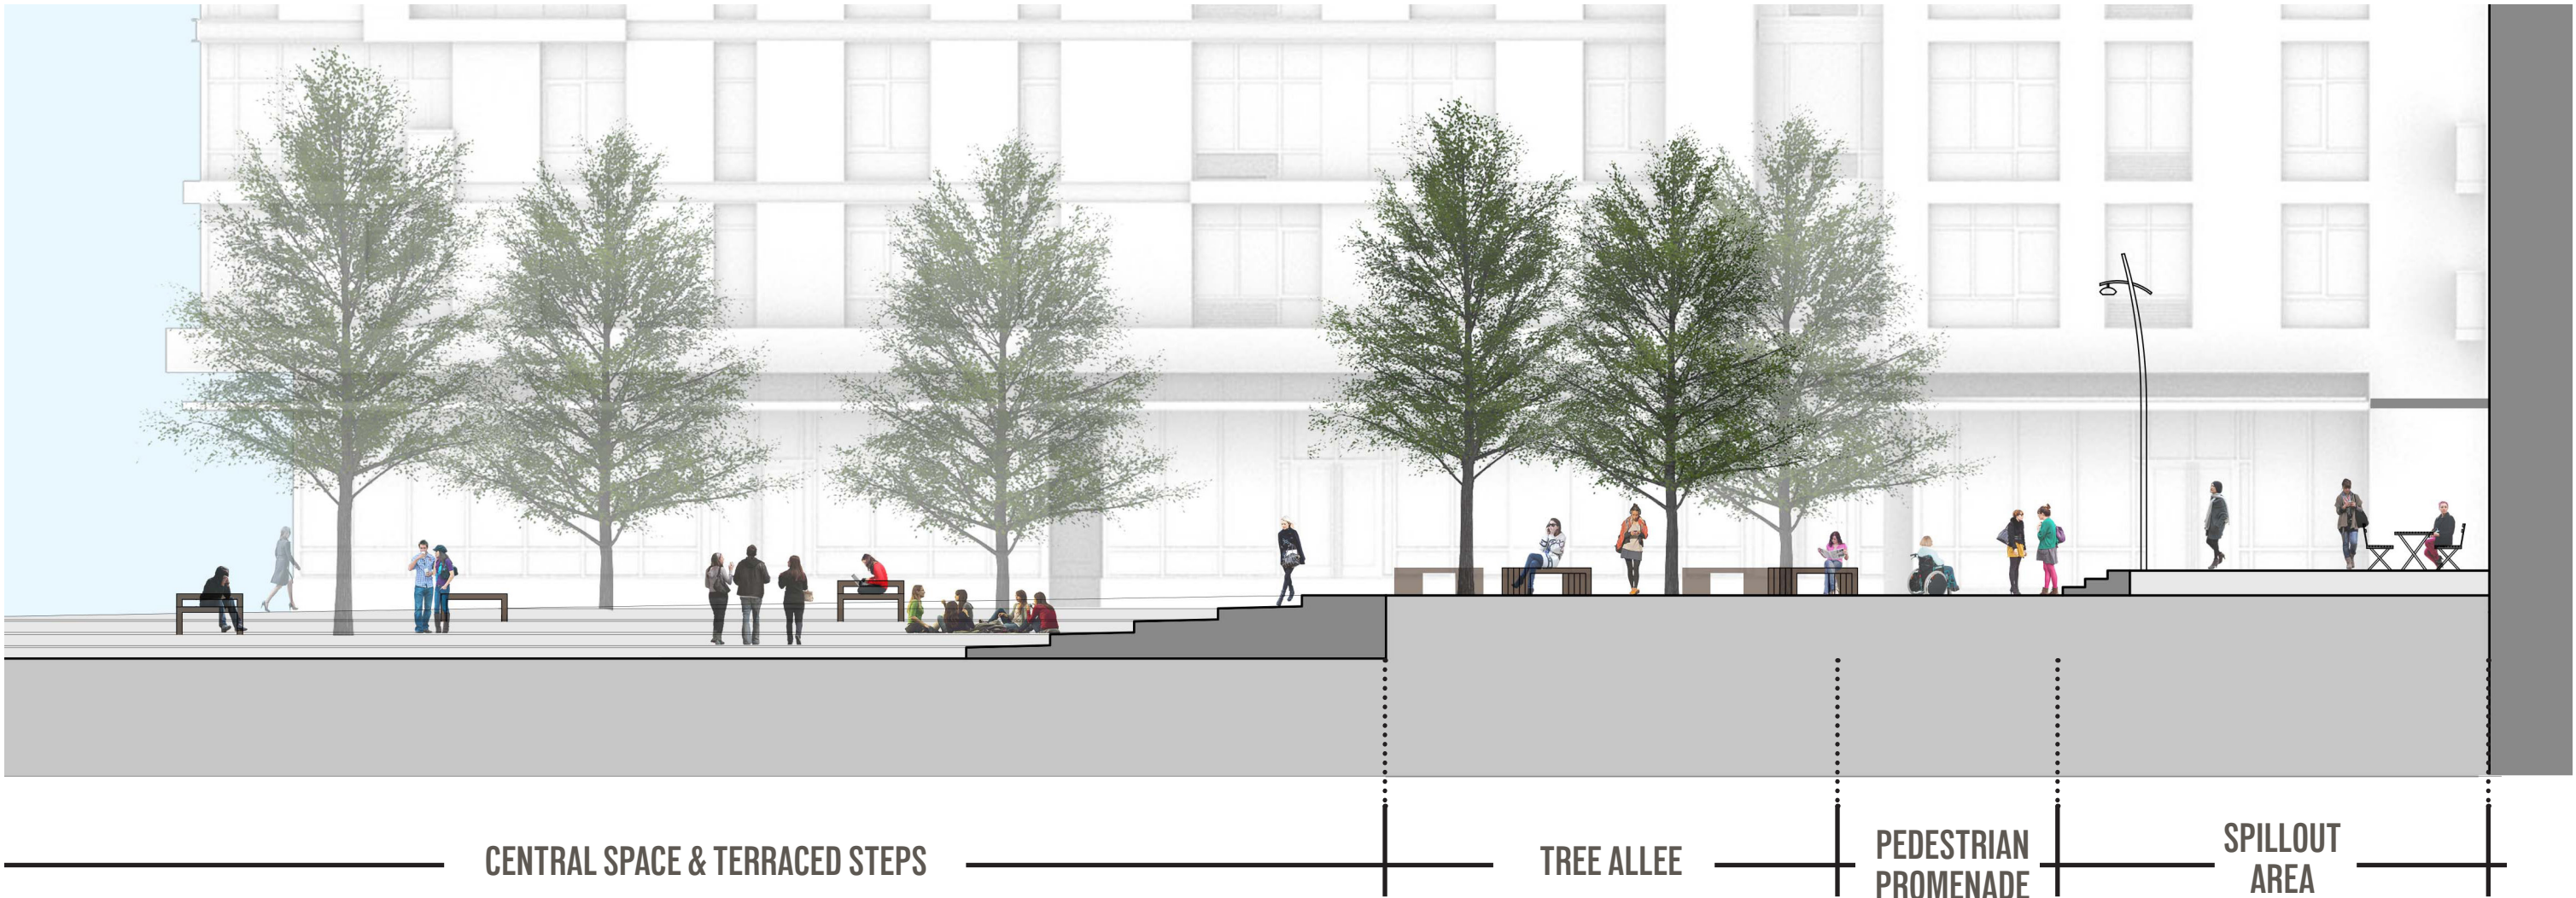 CENTRAL SPACE & TERRACED STEPS
TREE ALLEE
PEDESTRIAN
PROMENADE
SPILLOUT
AREA